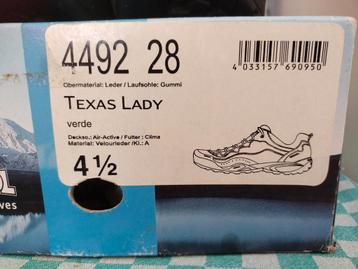 4492 28
Obermaterial: Leder / Laufsohle: Gummi
TEXAS LADY
verde
Deckso.: Air-Active / Futter: Clima
Material: Velourleder /Kl.: A
4 1/2
4 033157 690950